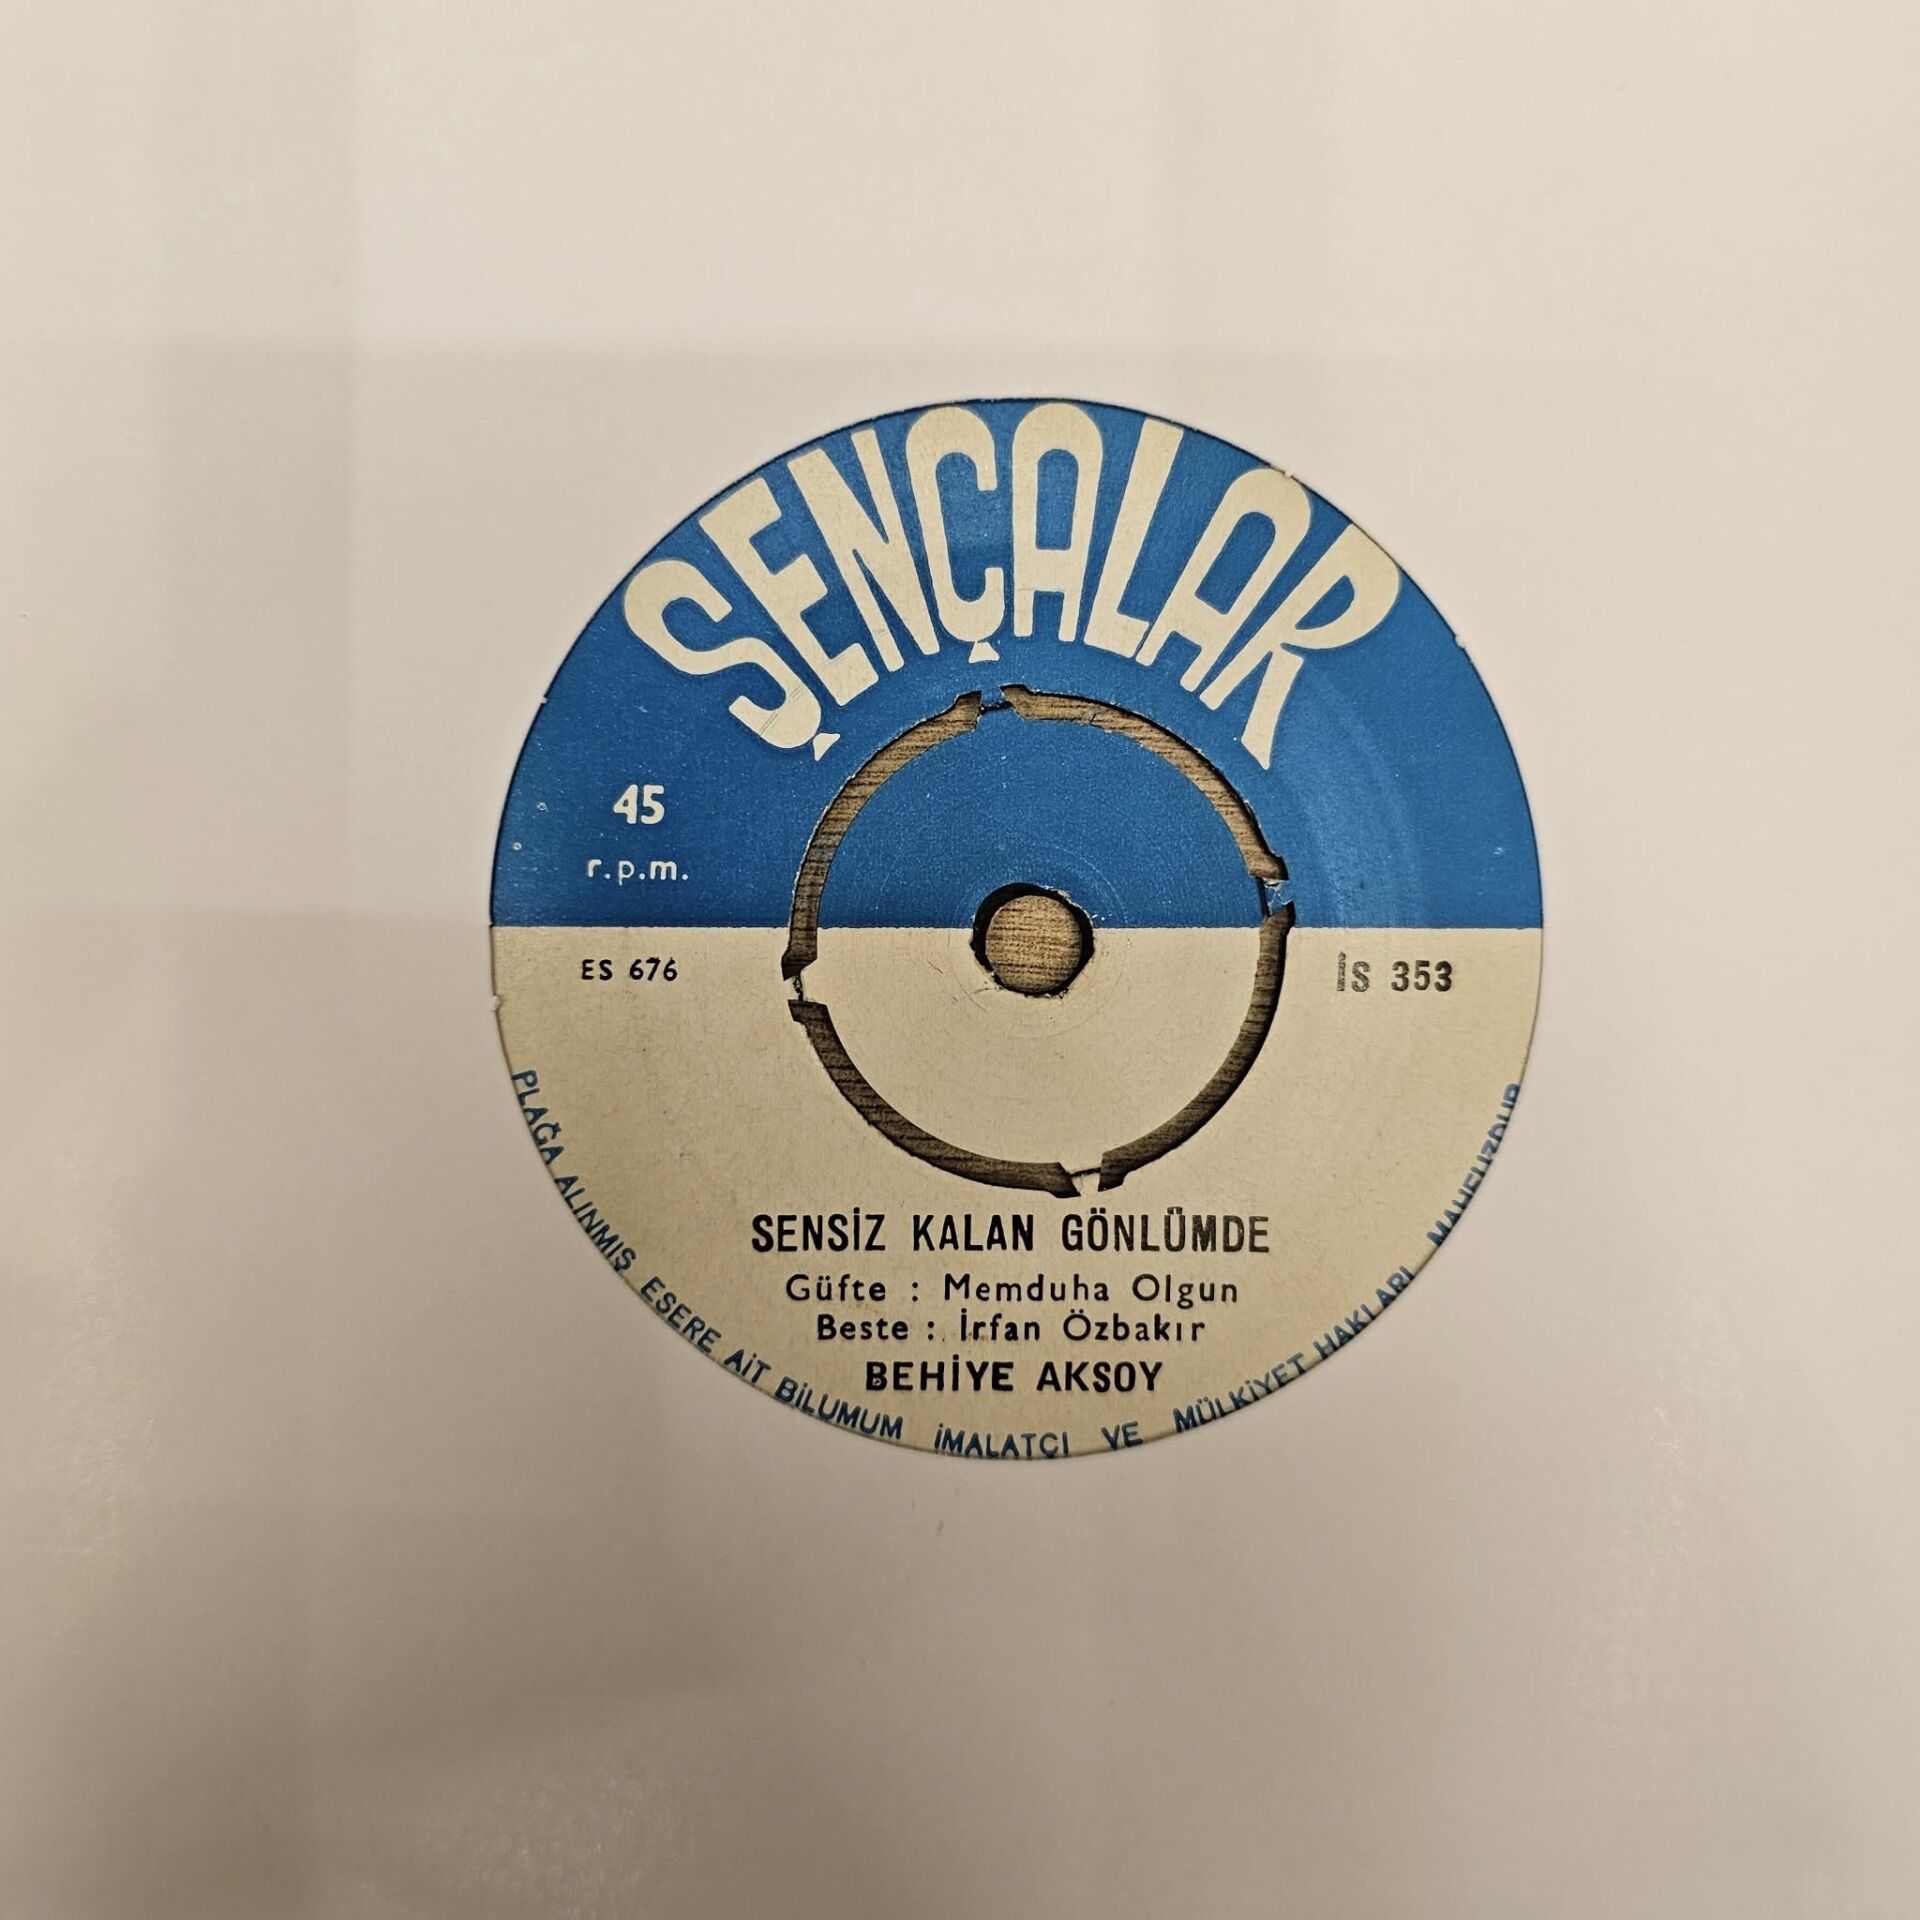 ŞENÇALAR
45
r.p.m.
ES 676
İS 353
SENSİZ KALAN GÖNLÜMDE
Güfte : Memduha Olgun
Beste : İrfan Özbakır
BEHİYE AKSOY
PLAĞA ALINMIŞ ESERE AİT BİLUMUM İMALATÇI VE MÜLKİYET HAKLARI MAHFUZDUR